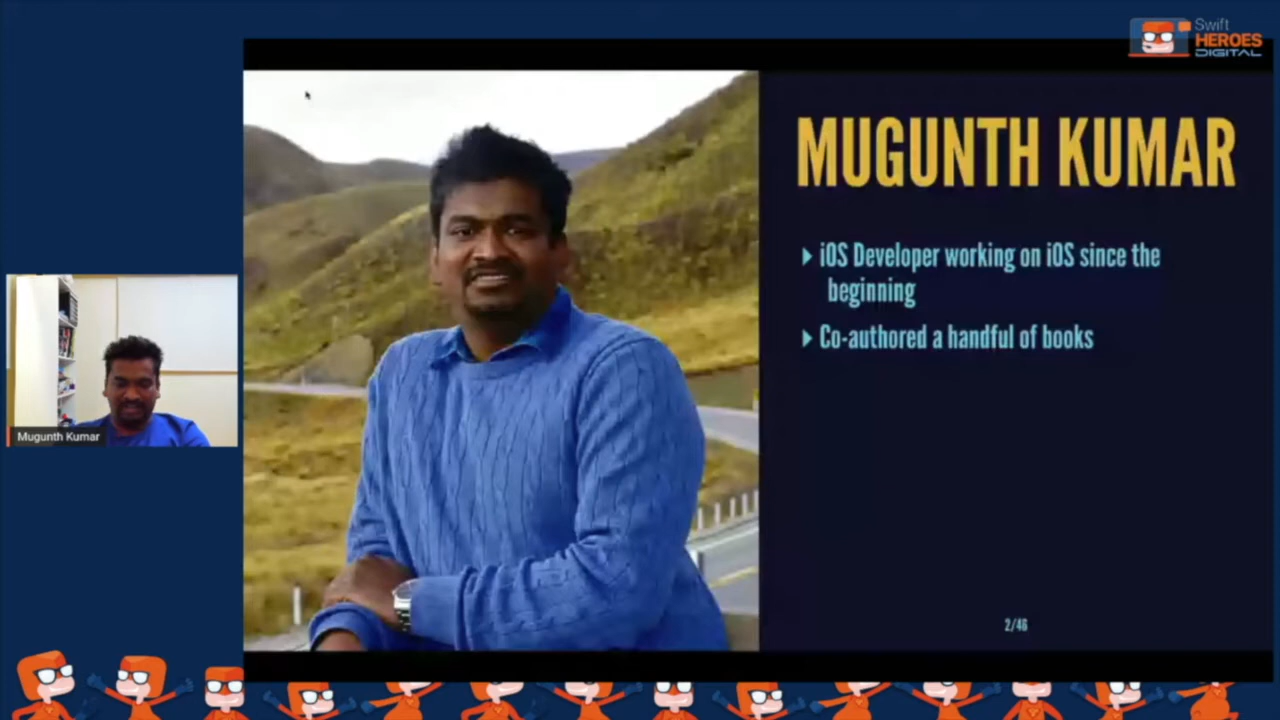 Swift
HEROES
DIGITAL
MUGUNTH KUMAR
iOS Developer working on iOS since the
beginning
Co-authored a handful of books
Mugunth Kumar
2/46